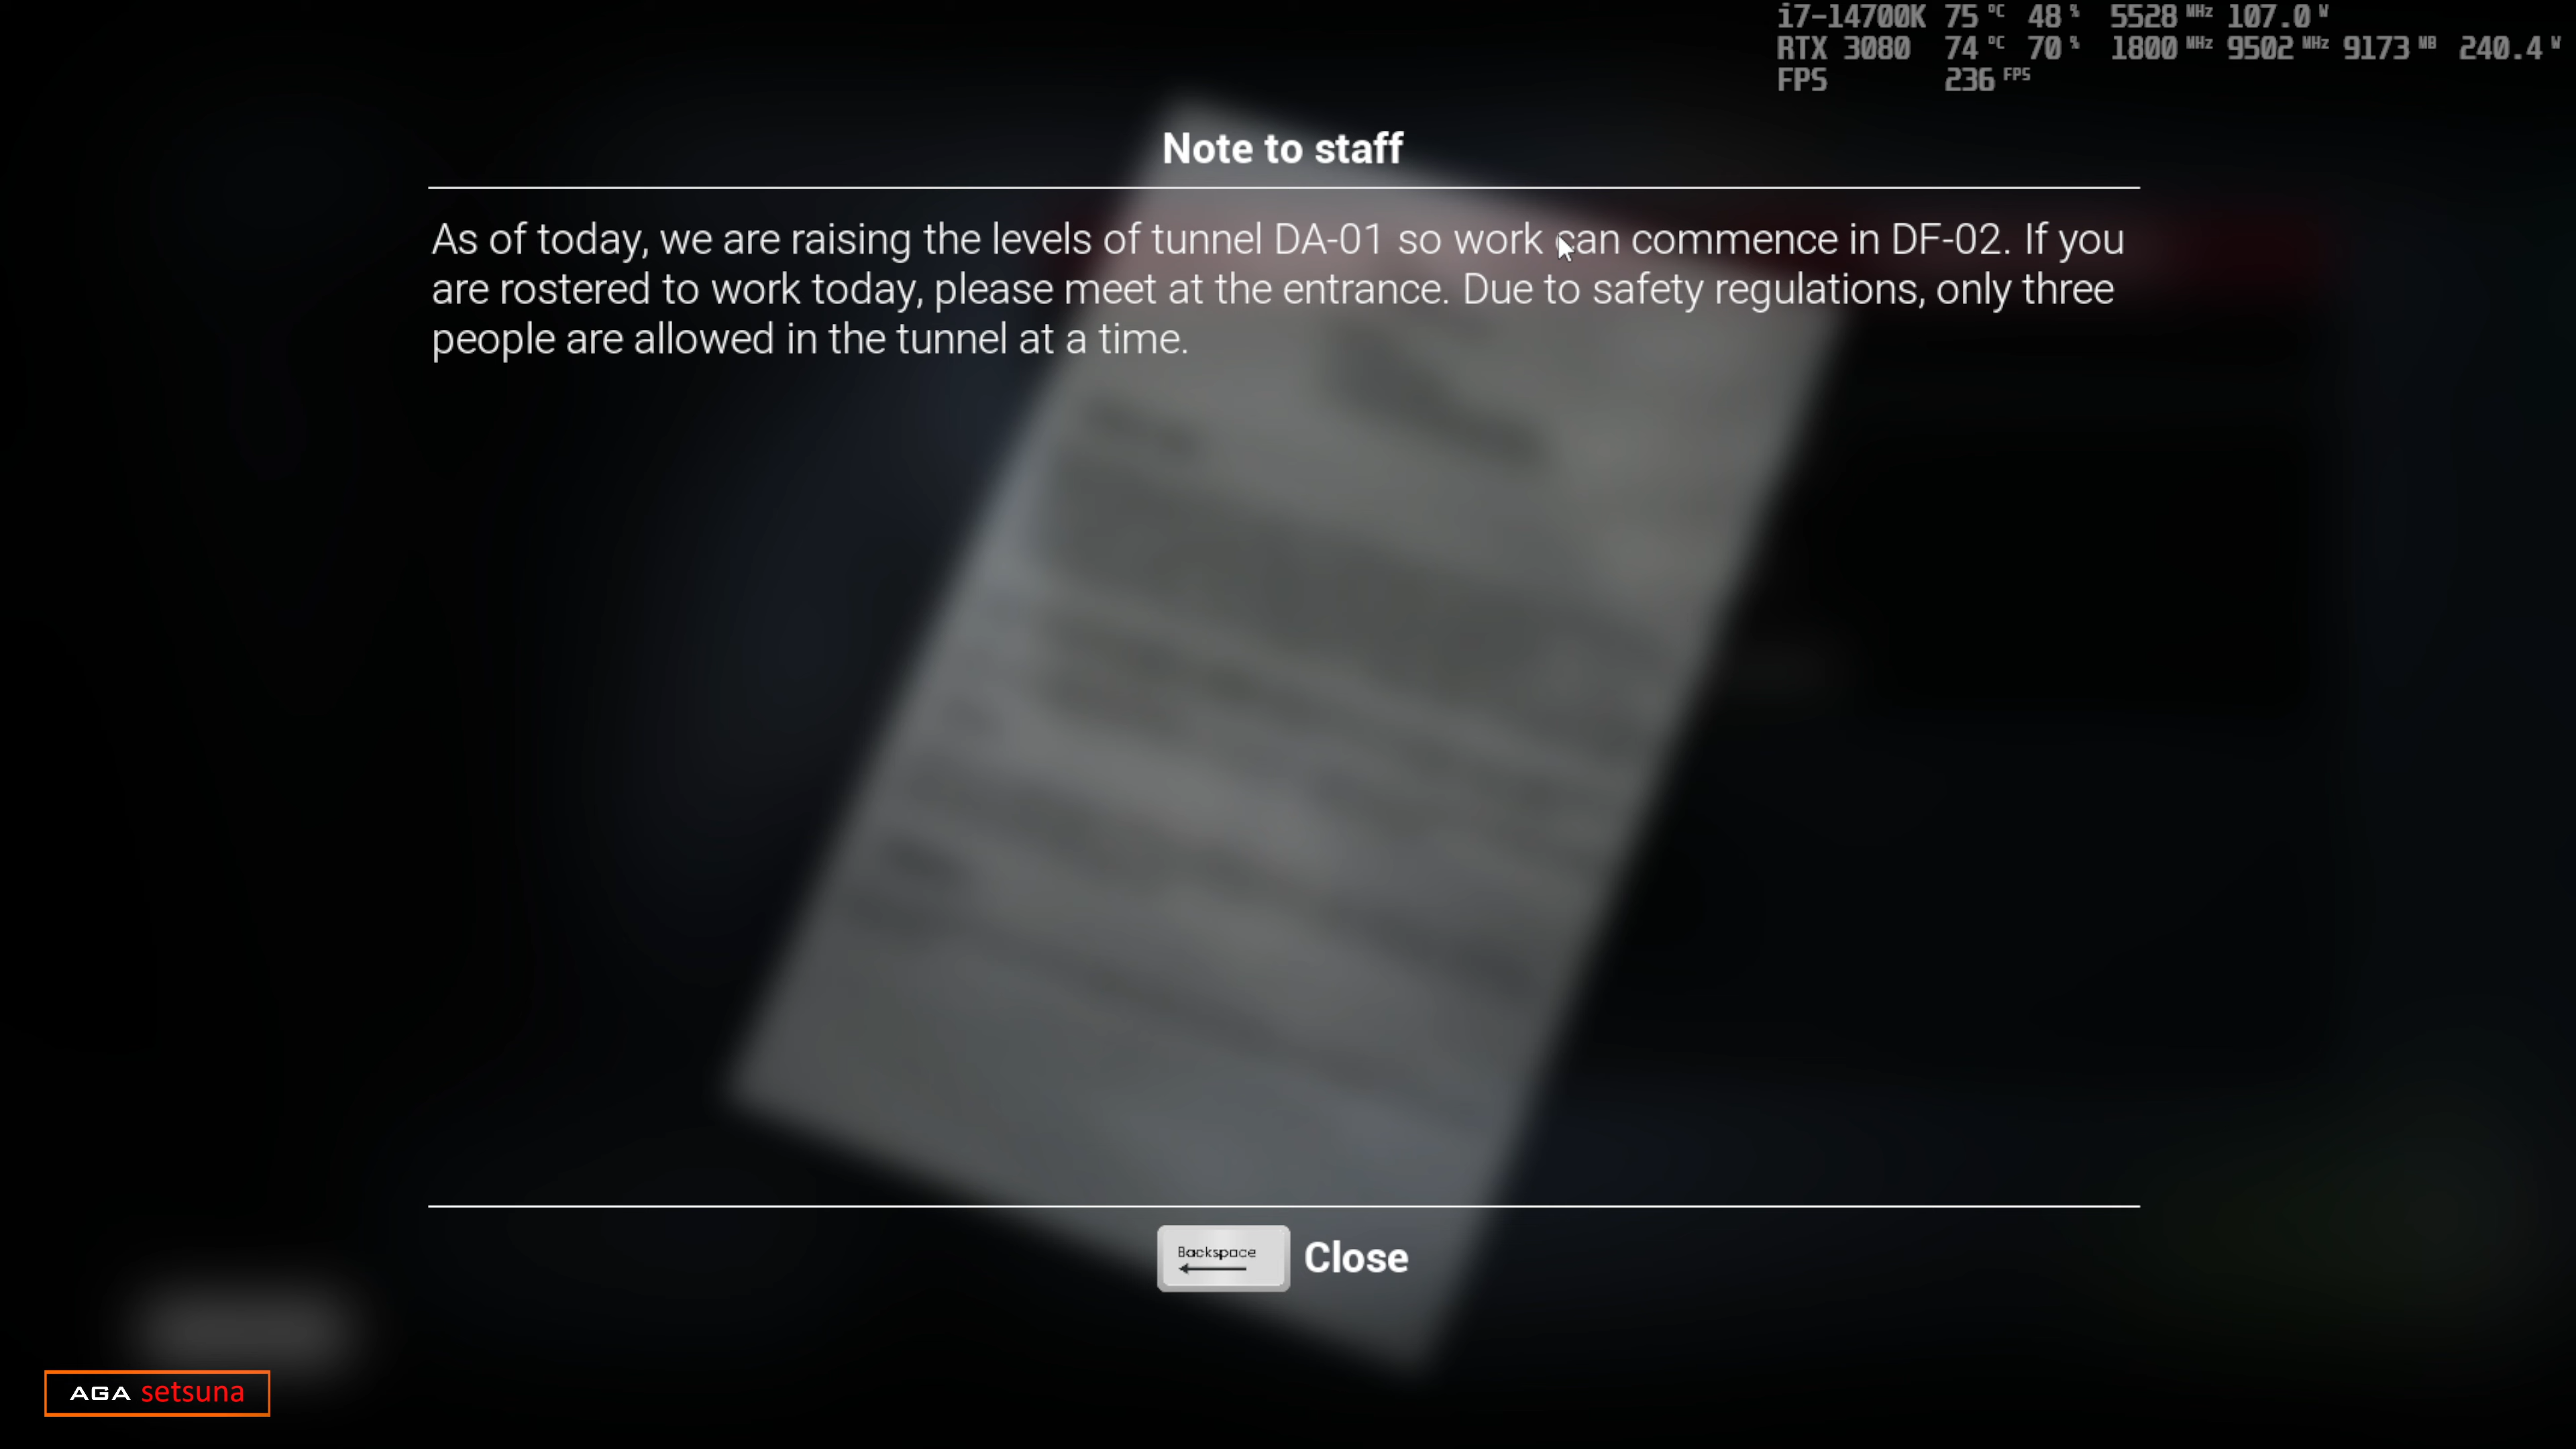 i7-14700K 75 °C 48 % 5528 MHz 107.0 W
RTX 3080 74 °C 70 % 1800 MHz 9502 MHz 9173 MB 240.4 W
FPS 236 FPS
Note to staff
As of today, we are raising the levels of tunnel DA-01 so work can commence in DF-02. If you
are rostered to work today, please meet at the entrance. Due to safety regulations, only three
people are allowed in the tunnel at a time.
Backspace Close
AGA setsuna